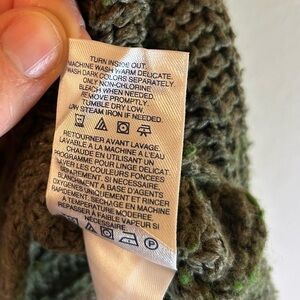 TURN INSIDE OUT.
MACHINE WASH WARM DELICATE.
WASH DARK COLORS SEPARATELY.
ONLY NON-CHLORINE
BLEACH WHEN NEEDED.
REMOVE PROMPTLY.
TUMBLE DRY LOW.
LOW STEAM IRON IF NEEDED.
RETOURNER AVANT LAVAGE.
LAVABLE A LA MACHINE A L'EAU
CHAUDE EN UTILISANT UN
PROGRAMME POUR LINGE DELICAT.
LAVER LES COULEURS FONCEES
SEPAREMENT. SI NECESSAIRE,
BLANCHIMENT A BASE D'AGENTS
OXYGENES UNIQUEMENT ET RINCER
SECHAGE EN MACHINE
A TEMPERATURE MODEREE.
REPASSER A FAIBLE VAPEUR SI
NECESSAIRE
P